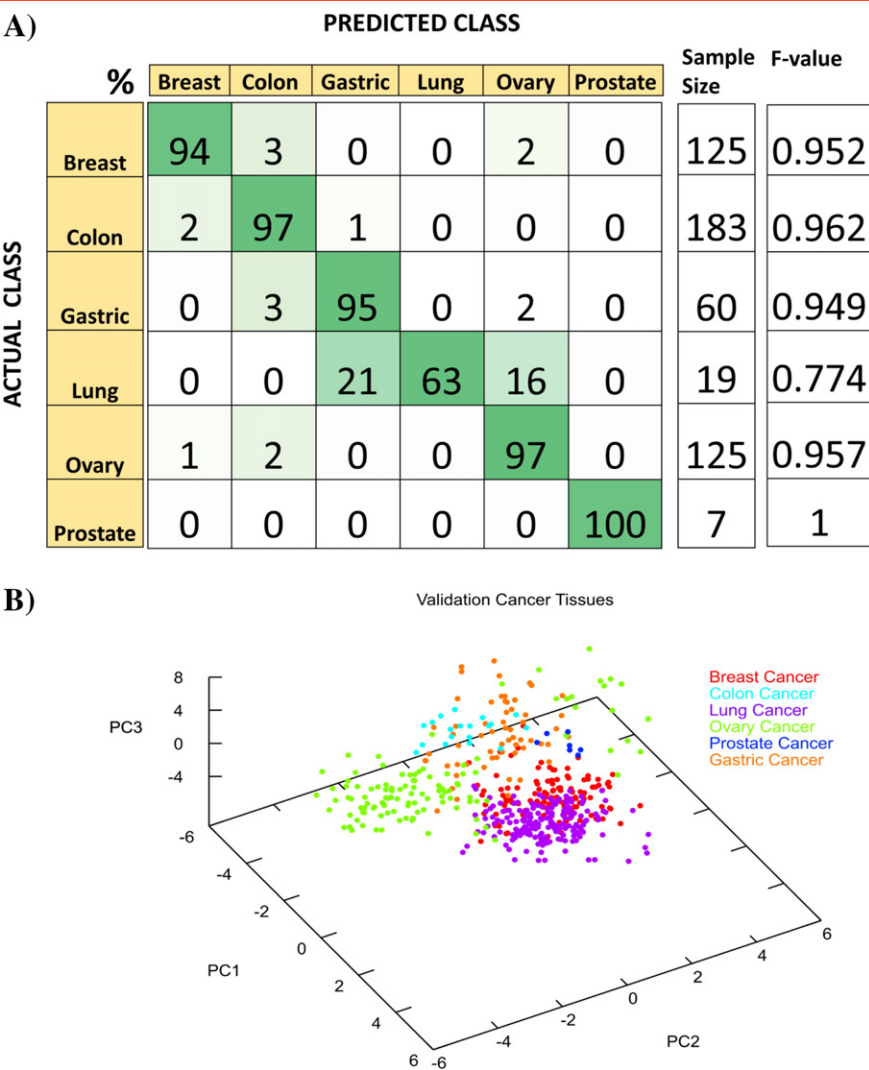 A)
PREDICTED CLASS
% Breast Colon Gastric Lung Ovary Prostate Sample Size F-value
ACTUAL CLASS
Breast 94 3 0 0 2 0 125 0.952
Colon 2 97 1 0 0 0 183 0.962
Gastric 0 3 95 0 2 0 60 0.949
Lung 0 0 21 63 16 0 19 0.774
Ovary 1 2 0 0 97 0 125 0.957
Prostate 0 0 0 0 0 100 7 1
B)
Validation Cancer Tissues
Breast Cancer
Colon Cancer
Lung Cancer
Ovary Cancer
Prostate Cancer
Gastric Cancer
PC3
8
4
0
-4
-6
-4
-2
0
2
4
6
PC1
-6
-4
-2
0
2
4
6
PC2